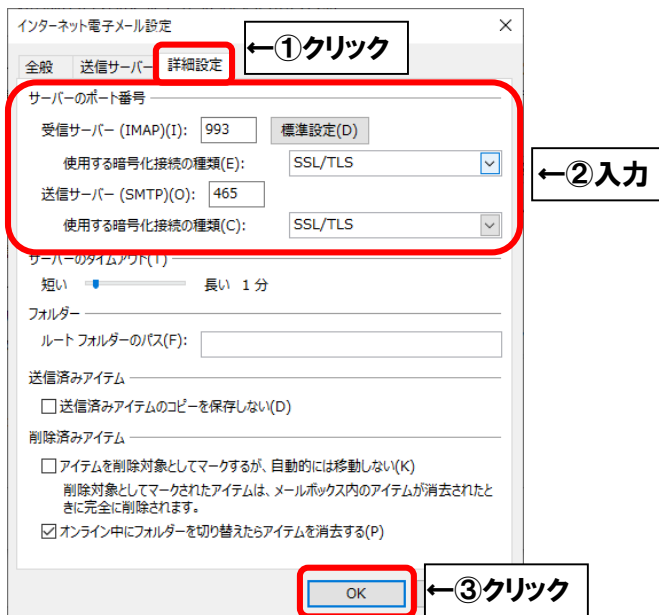 インターネット電子メール設定
←①クリック
全般 送信サーバー 詳細設定
サーバーのポート番号
受信サーバー (IMAP)(I): 993 標準設定(D)
使用する暗号化接続の種類(E): SSL/TLS
←②入力
送信サーバー (SMTP)(O): 465
使用する暗号化接続の種類(C): SSL/TLS
サーバーのタイムアウト(T)
短い 長い 1 分
フォルダー
ルート フォルダーのパス(F):
送信済みアイテム
送信済みアイテムのコピーを保存しない(D)
削除済みアイテム
アイテムを削除対象としてマークするが、自動的には移動しない(K)
削除対象としてマークされたアイテムは、メールボックス内のアイテムが消去されたと
きに完全に削除されます。
オンライン中にフォルダーを切り替えたらアイテムを消去する(P)
OK
←③クリック